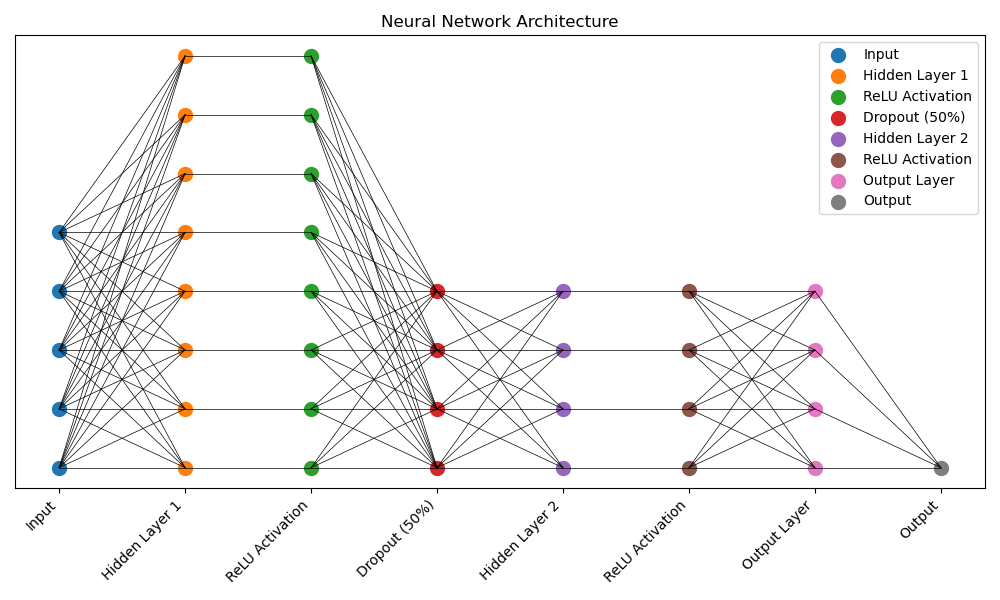 Neural Network Architecture
Input
Hidden Layer 1
ReLU Activation
Dropout (50%)
Hidden Layer 2
ReLU Activation
Output Layer
Output
Input
Hidden Layer 1
ReLU Activation
Dropout (50%)
Hidden Layer 2
ReLU Activation
Output Layer
Output